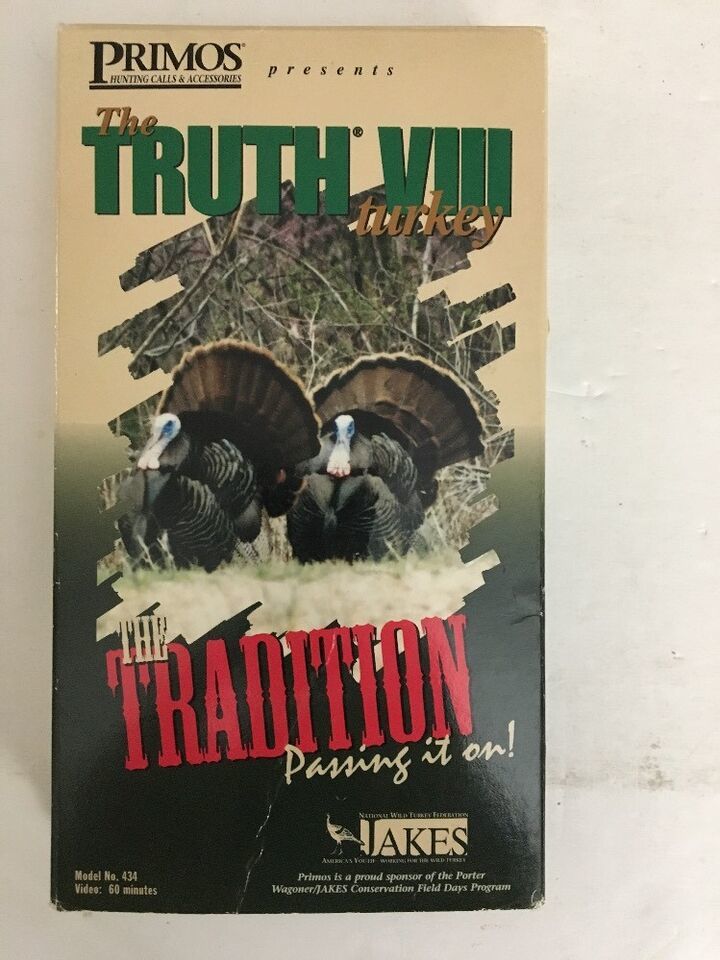 PRIMOS® presents
HUNTING CALLS & ACCESSORIES
The
TRUTH® VIII
turkey
THE
TRADITION
Passing it on!
NATIONAL WILD TURKEY FEDERATION
JAKES
AMERICA'S YOUTH WORKING FOR THE WILD TURKEY
Model No. 434
Video: 60 minutes
Primos is a proud sponsor of the Porter
Wagoner/JAKES Conservation Field Days Program